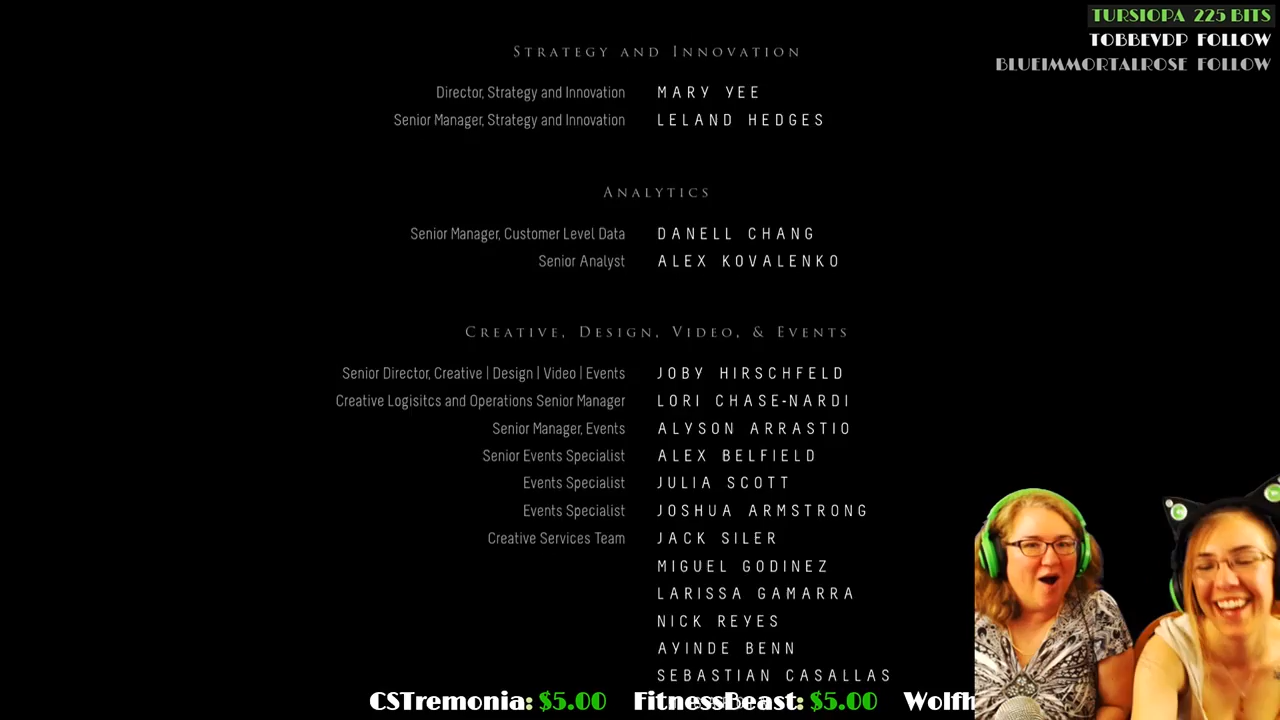 TURSIOPA 225 BITS
TOBBEVDP FOLLOW
BLUEIMMORTALROSE FOLLOW
STRATEGY AND INNOVATION
Director, Strategy and Innovation MARY YEE
Senior Manager, Strategy and Innovation LELAND HEDGES
ANALYTICS
Senior Manager, Customer Level Data DANELL CHANG
Senior Analyst ALEX KOVALENKO
CREATIVE, DESIGN, VIDEO, & EVENTS
Senior Director, Creative | Design | Video | Events JOBY HIRSCHFELD
Creative Logisitcs and Operations Senior Manager LORI CHASE-NARDI
Senior Manager, Events ALYSON ARRASTIO
Senior Events Specialist ALEX BELFIELD
Events Specialist JULIA SCOTT
Events Specialist JOSHUA ARMSTRONG
Creative Services Team JACK SILER
MIGUEL GODINEZ
LARISSA GAMARRA
NICK REYES
AYINDE BENN
SEBASTIAN CASALLAS
CSTremonia: $5.00 FitnessBeast: $5.00 Wolfh